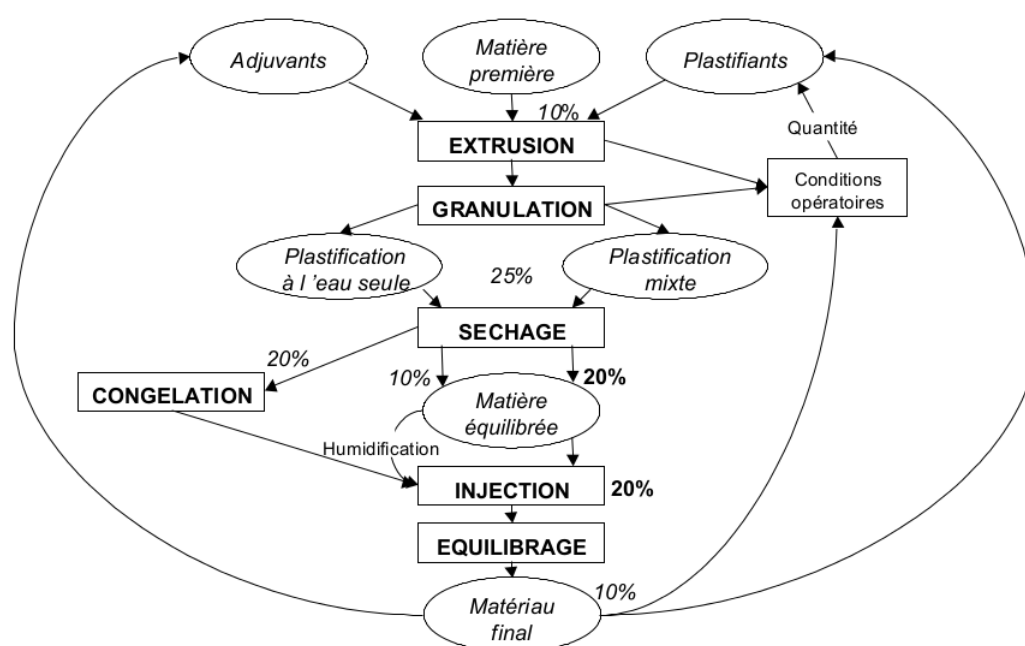 Adjuvants
Matière
première
Plastifiants
10%
Quantité
EXTRUSION
Conditions
opératoires
GRANULATION
Plastification
à l 'eau seule
25%
Plastification
mixte
SECHAGE
20%
10%
20%
CONGELATION
Matière
équilibrée
Humidification
INJECTION
20%
EQUILIBRAGE
10%
Matériau
final